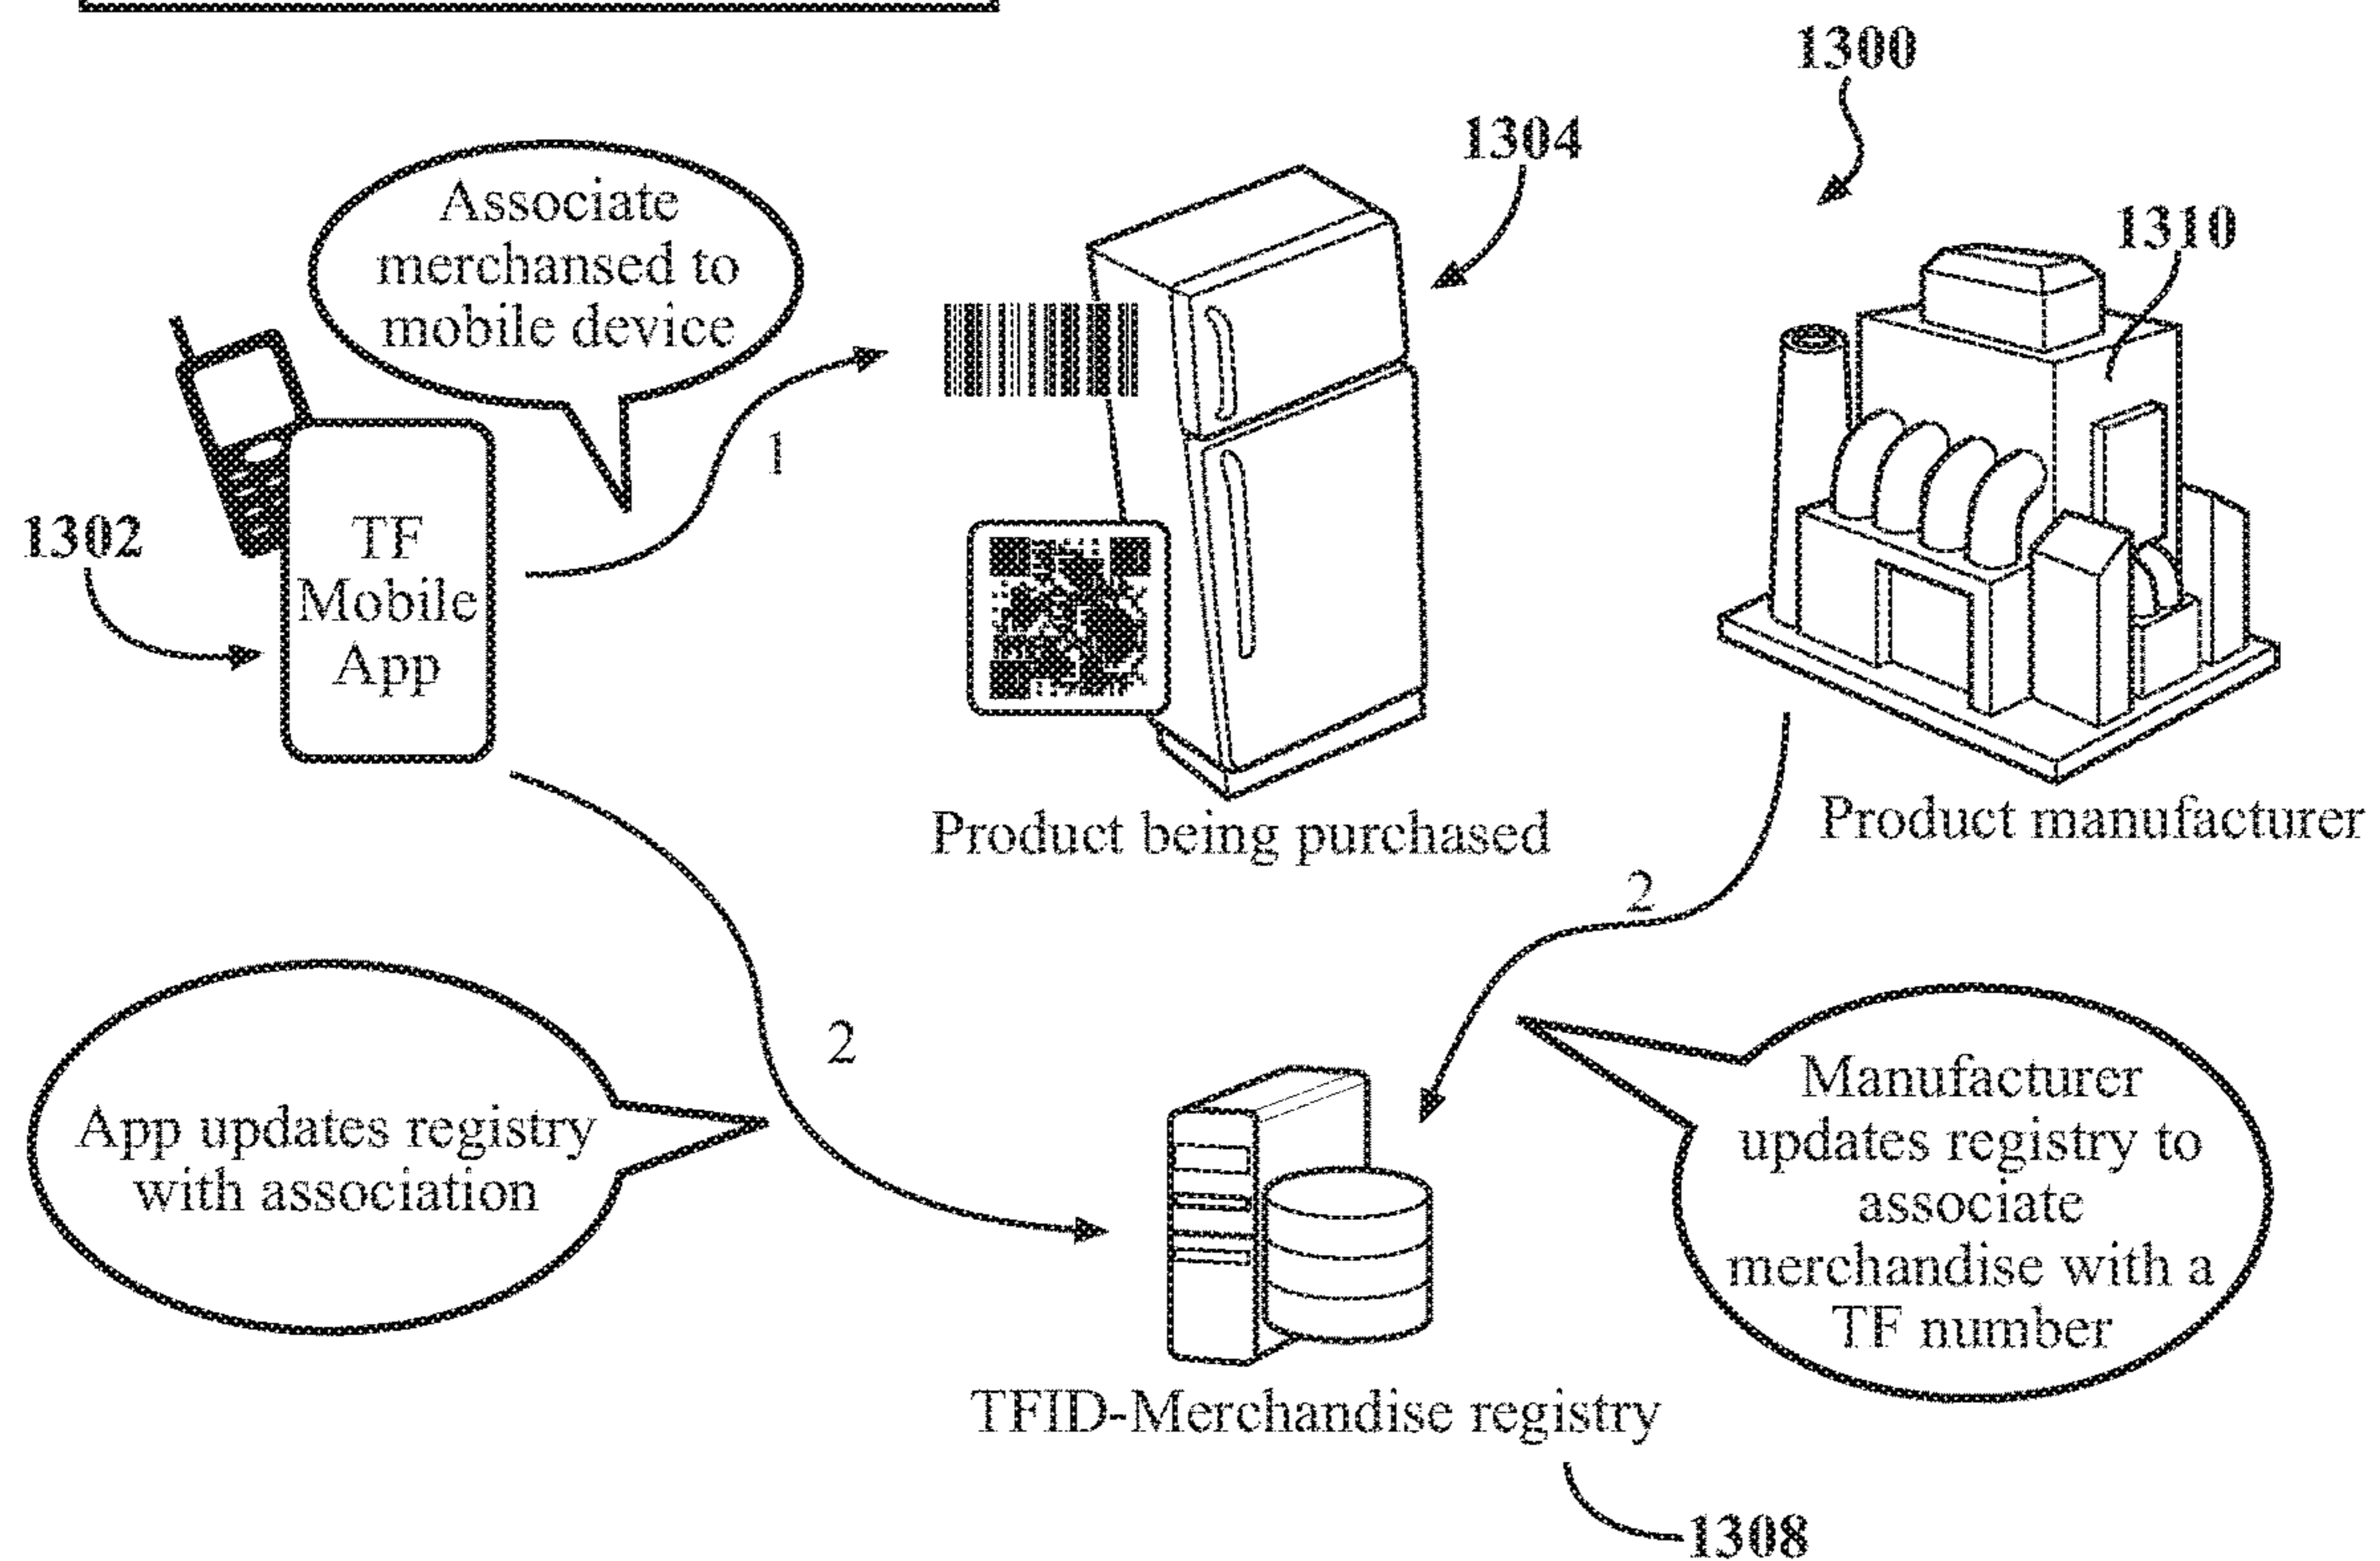 1300
1304
1310
Associate
merchansed to
mobile device
1
1302
TF
Mobile
App
Product being purchased
Product manufacturer
2
2
App updates registry
with association
Manufacturer
updates registry to
associate
merchandise with a
TF number
TFID-Merchandise registry
1308